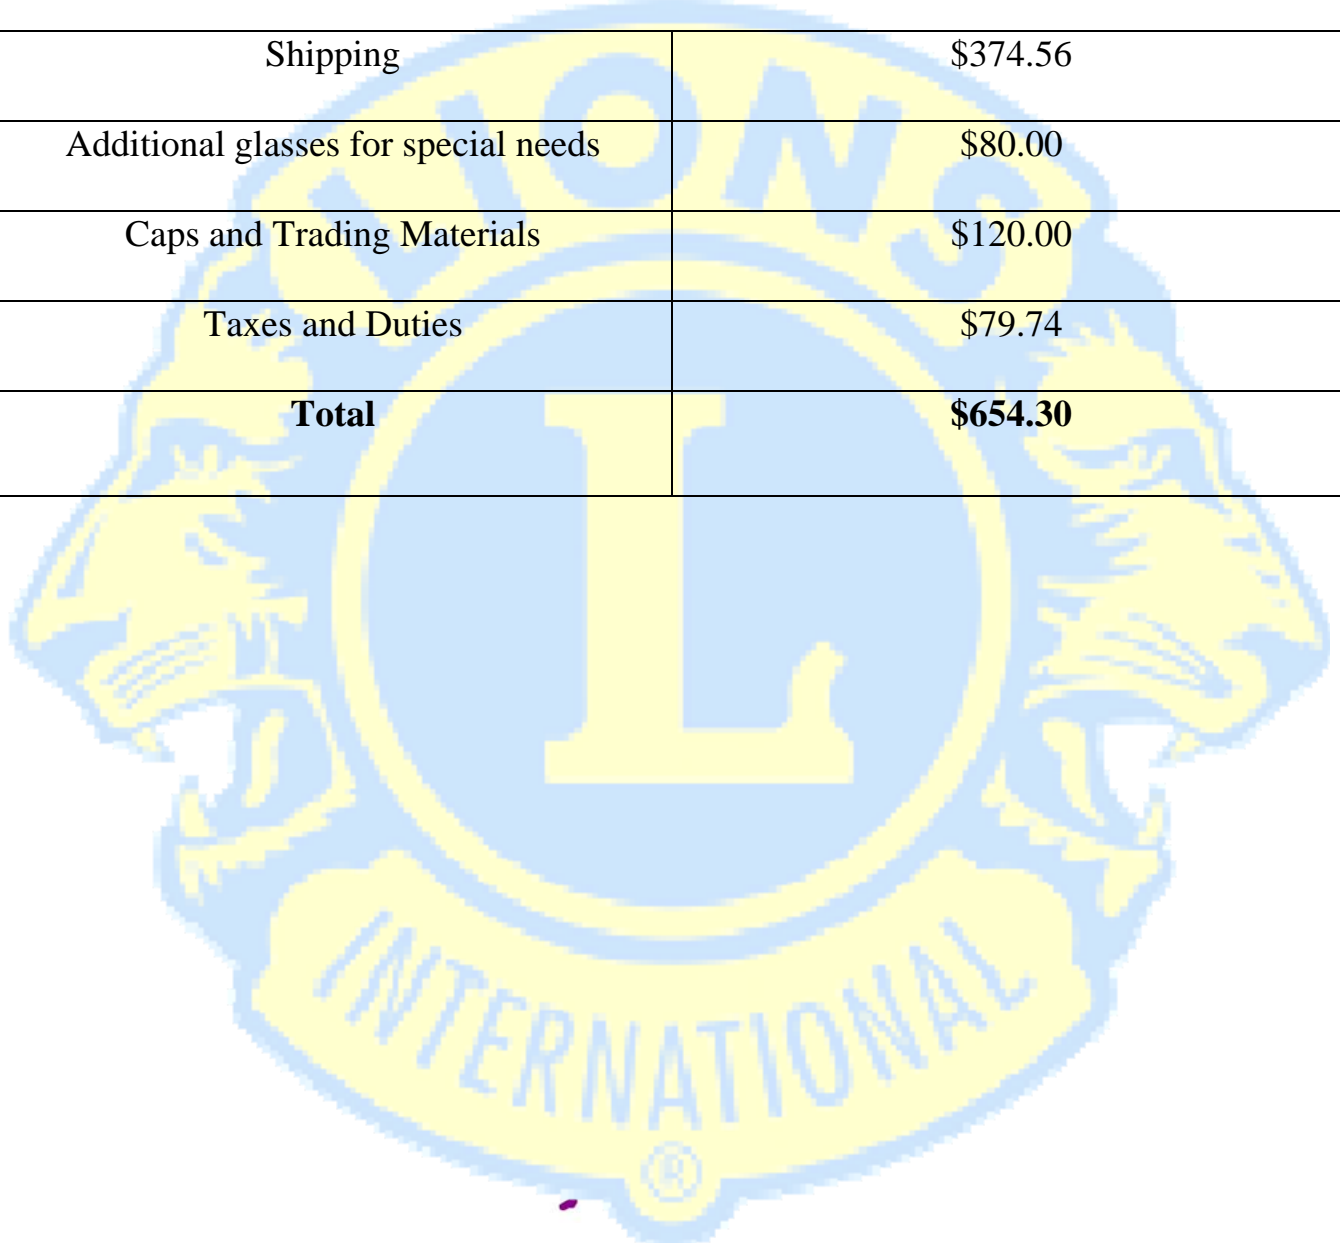 Shipping $374.56
Additional glasses for special needs $80.00
Caps and Trading Materials $120.00
Taxes and Duties $79.74
Total $654.30
LIONS
L
INTERNATIONAL
®